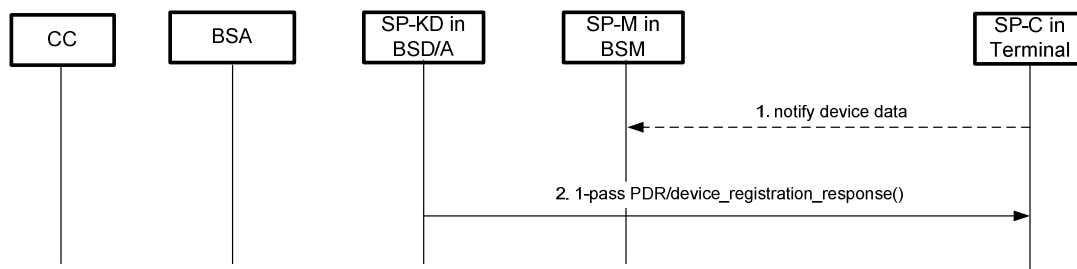 CC
BSA
SP-KD in
BSD/A
SP-M in
BSM
SP-C in
Terminal
1. notify device data
2. 1-pass PDR/device_registration_response()